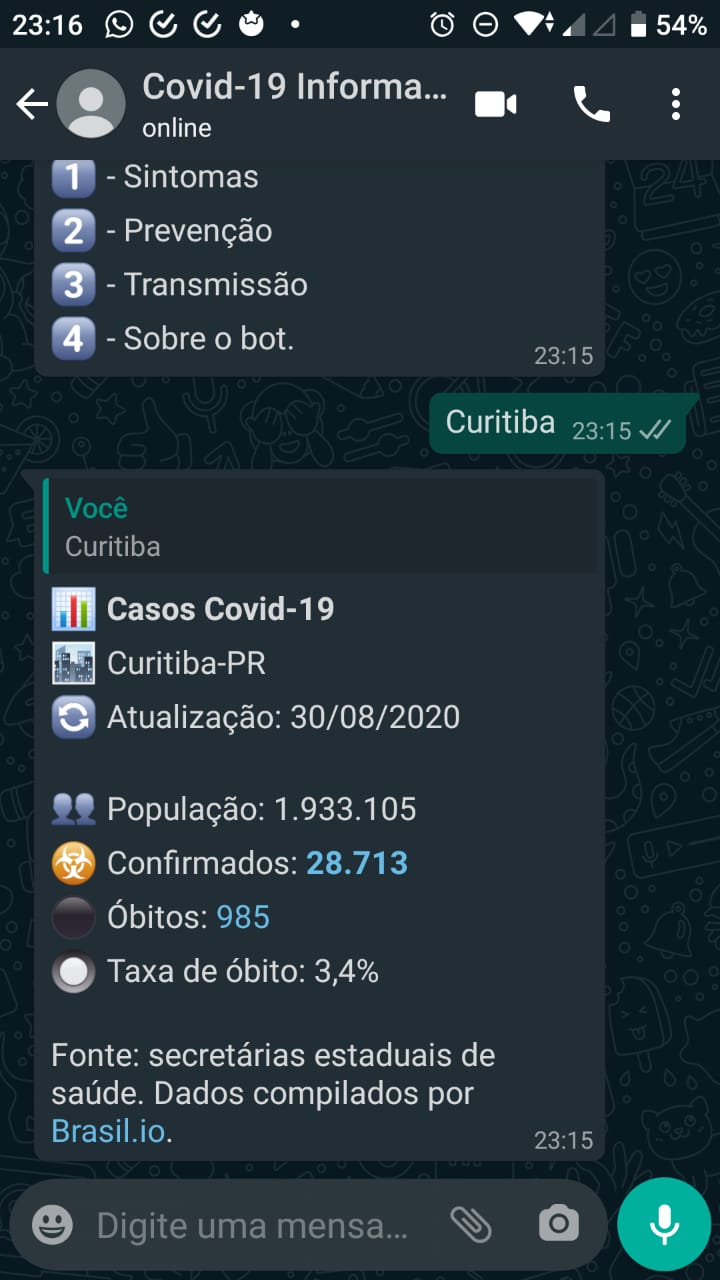 23:16 54%
Covid-19 Informa...
online
1 - Sintomas
2 - Prevenção
3 - Transmissão
4 - Sobre o bot.
23:15
Curitiba 23:15
Você
Curitiba
Casos Covid-19
Curitiba-PR
Atualização: 30/08/2020
População: 1.933.105
Confirmados: 28.713
Óbitos: 985
Taxa de óbito: 3,4%
Fonte: secretárias estaduais de
saúde. Dados compilados por
Brasil.io.
23:15
Digite uma mensa...